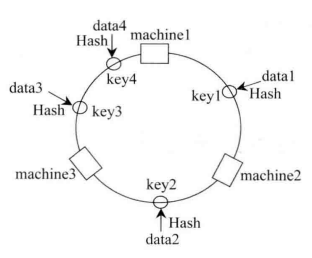 data4
Hash
machine1
key4
data3
Hash
key3
data1
key1
Hash
machine3
machine2
key2
Hash
data2